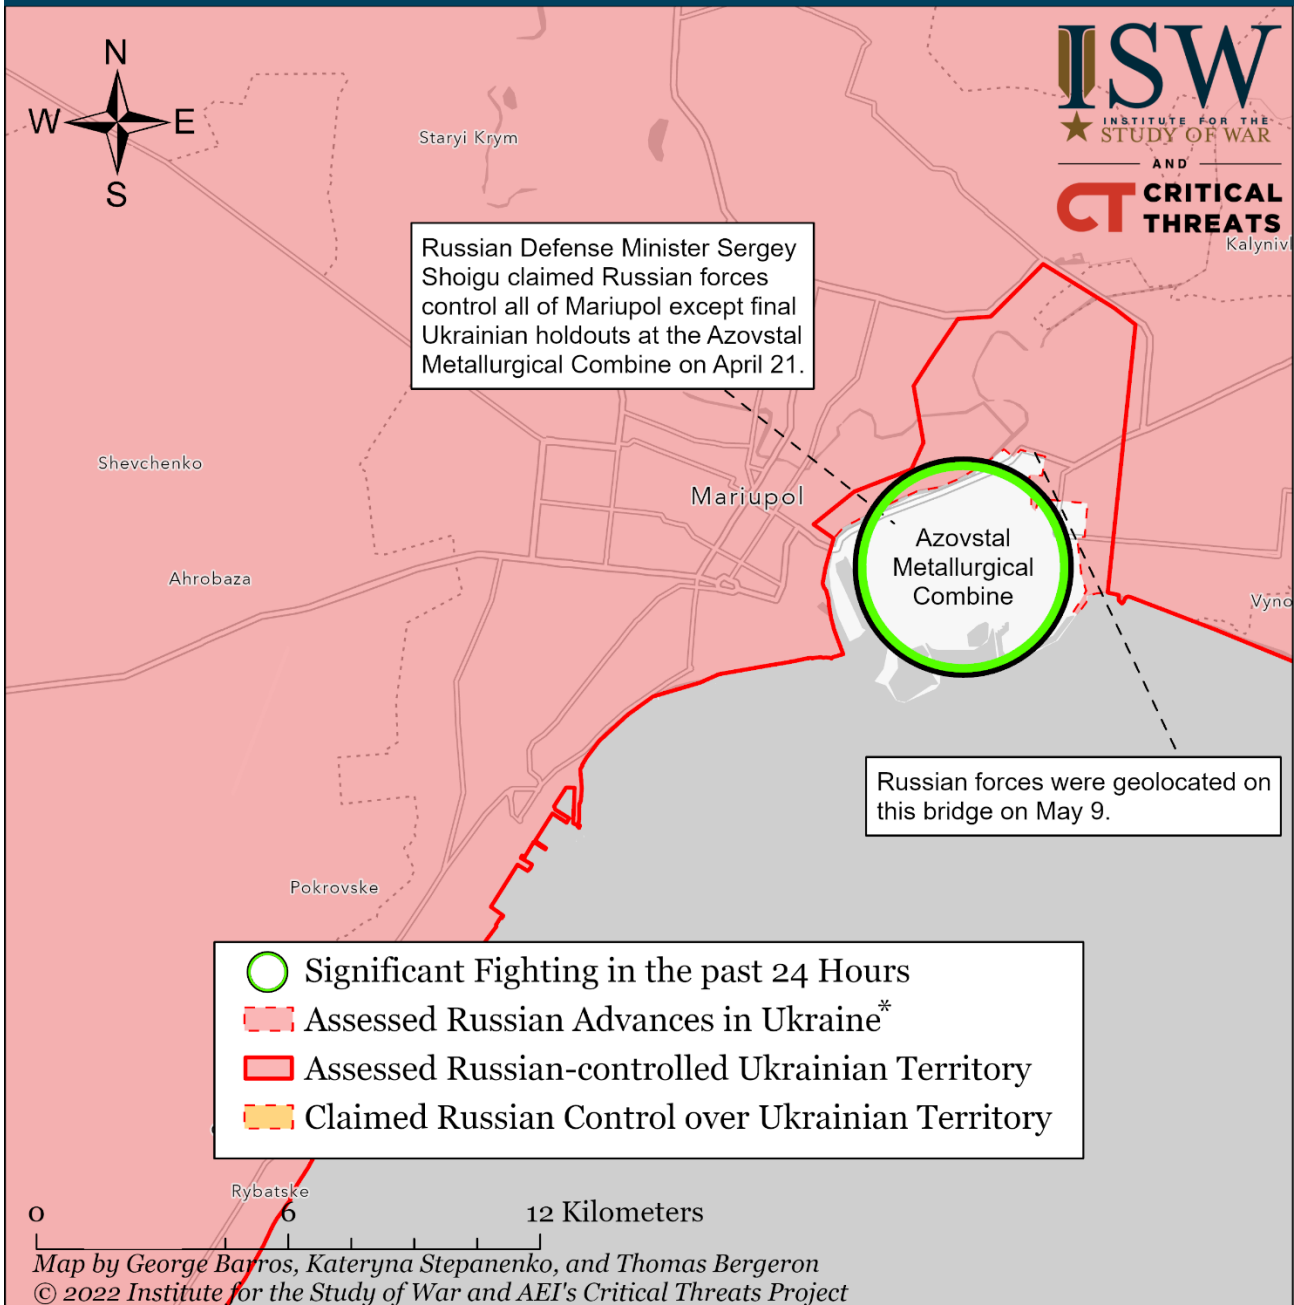 N
W E
S
ISW
INSTITUTE FOR THE
STUDY OF WAR
AND
CT CRITICAL
THREATS
Staryi Krym
Russian Defense Minister Sergey
Shoigu claimed Russian forces
control all of Mariupol except final
Ukrainian holdouts at the Azovstal
Metallurgical Combine on April 21.
Shevchenko
Mariupol
Azovstal
Metallurgical
Combine
Ahrobaza
Russian forces were geolocated on
this bridge on May 9.
Pokrovske
Significant Fighting in the past 24 Hours
Assessed Russian Advances in Ukraine*
Assessed Russian-controlled Ukrainian Territory
Claimed Russian Control over Ukrainian Territory
Rybatske
0 6 12 Kilometers
Map by George Barros, Kateryna Stepanenko, and Thomas Bergeron
© 2022 Institute for the Study of War and AEI's Critical Threats Project